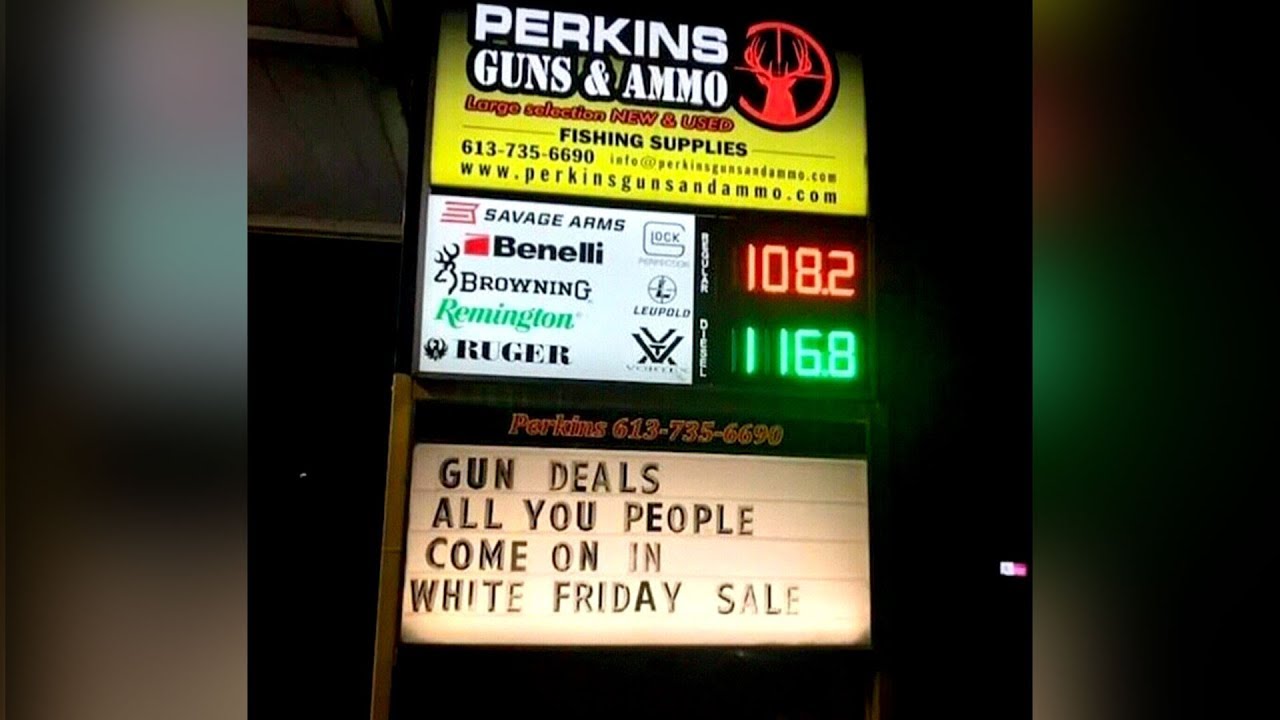 PERKINS
GUNS & AMMO
Large selection NEW & USED
FISHING SUPPLIES
613-735-6690 info@perkinsgunsandammo.com
www.perkinsgunsandammo.com
SAVAGE ARMS
GLOCK
PERFECTION
Benelli
BROWNING
LEUPOLD
Remington
RUGER
VORTEX
REGULAR
108.2
DIESEL
116.8
Perkins 613-735-6690
GUN DEALS
ALL YOU PEOPLE
COME ON IN
WHITE FRIDAY SALE